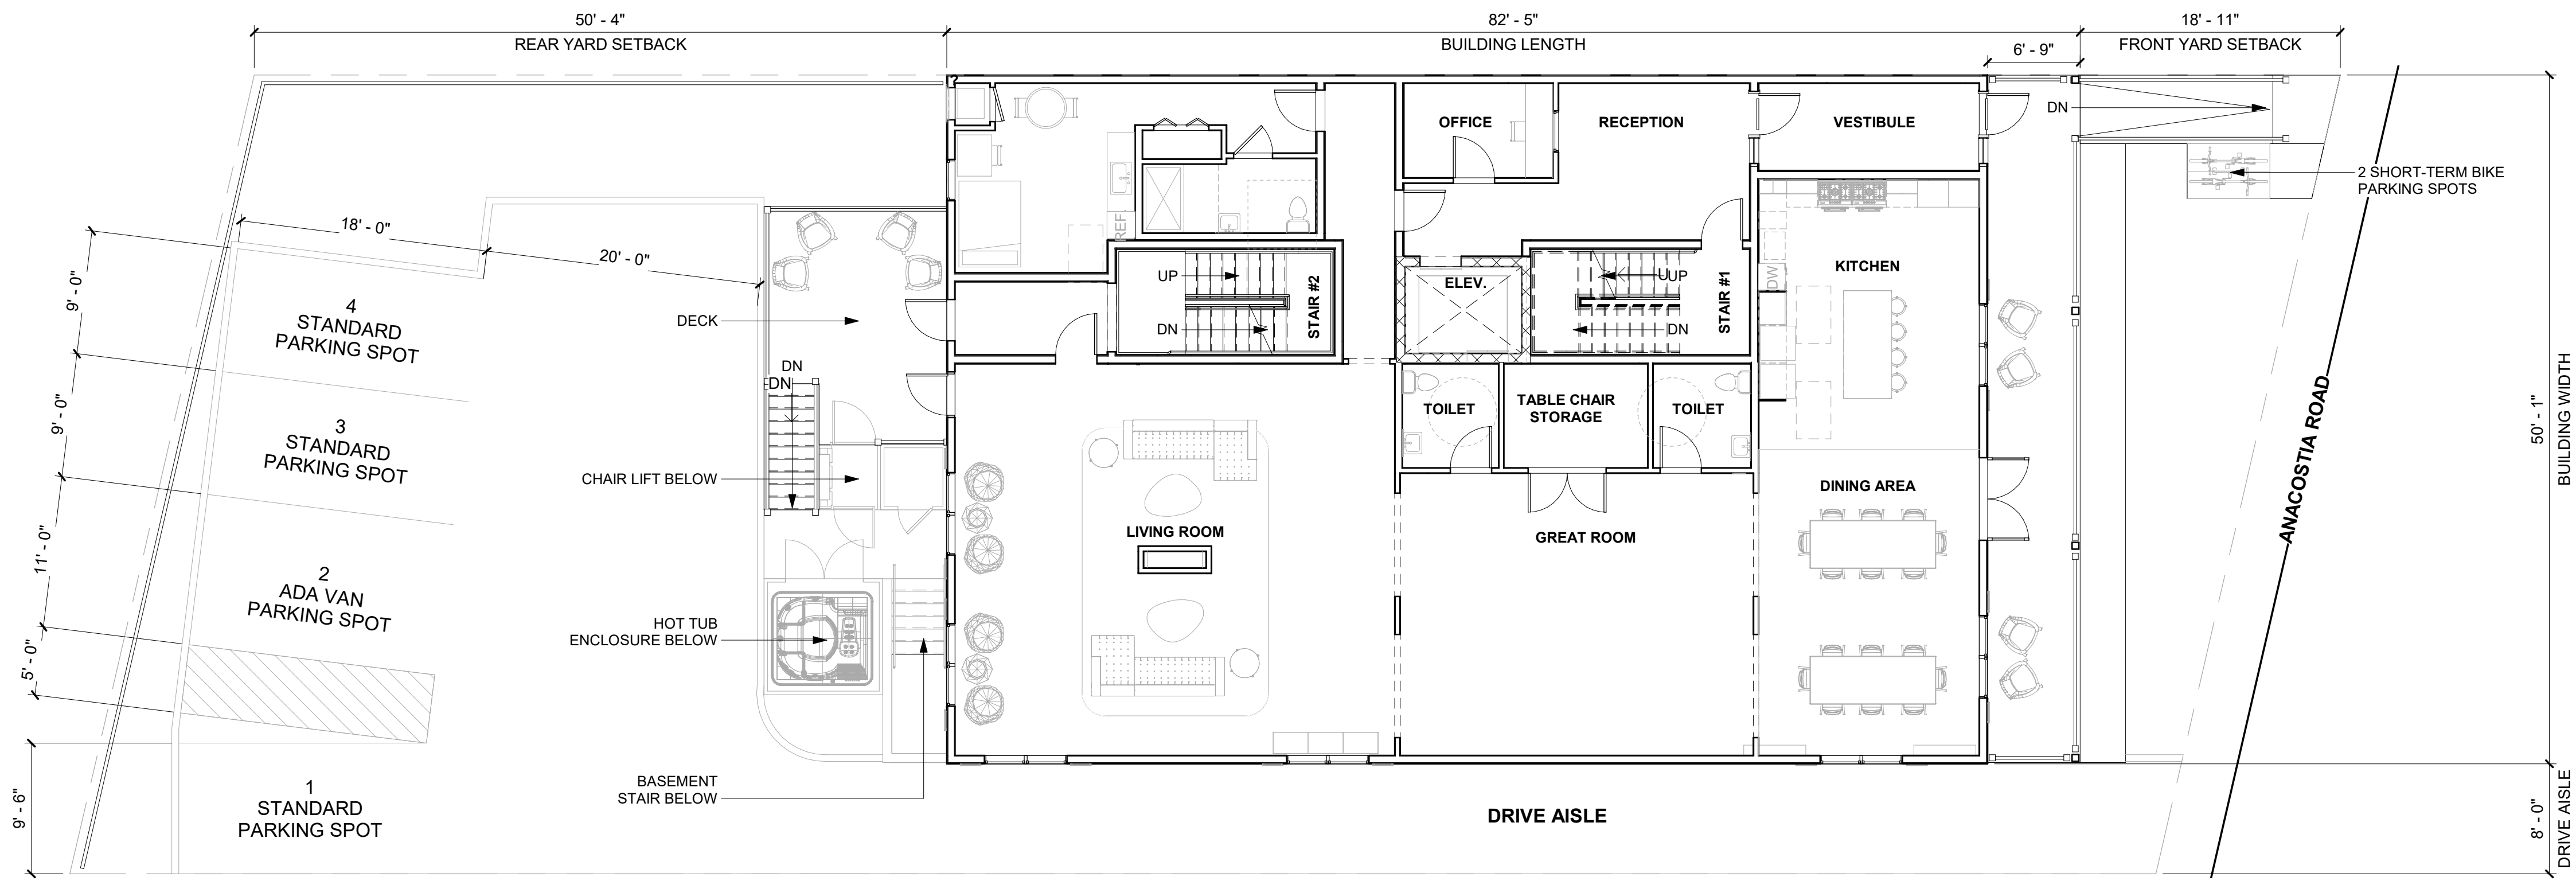 50' - 4"
82' - 5"
18' - 11"
REAR YARD SETBACK
BUILDING LENGTH
FRONT YARD SETBACK
6' - 9"
DN
OFFICE
RECEPTION
VESTIBULE
2 SHORT-TERM BIKE
PARKING SPOTS
18' - 0"
20' - 0"
REF
9' - 0"
4
STANDARD
PARKING SPOT
DECK
UP
DN
STAIR #2
ELEV.
UP
U
DN
STAIR #1
DW
KITCHEN
DN
DN
9' - 0"
3
STANDARD
PARKING SPOT
TOILET
TABLE CHAIR
STORAGE
TOILET
ANACOSTIA ROAD
50' - 1"
BUILDING WIDTH
CHAIR LIFT BELOW
DINING AREA
11' - 0"
2
ADA VAN
PARKING SPOT
LIVING ROOM
GREAT ROOM
HOT TUB
ENCLOSURE BELOW
5' - 0"
BASEMENT
STAIR BELOW
9' - 6"
1
STANDARD
PARKING SPOT
DRIVE AISLE
8' - 0"
DRIVE AISLE